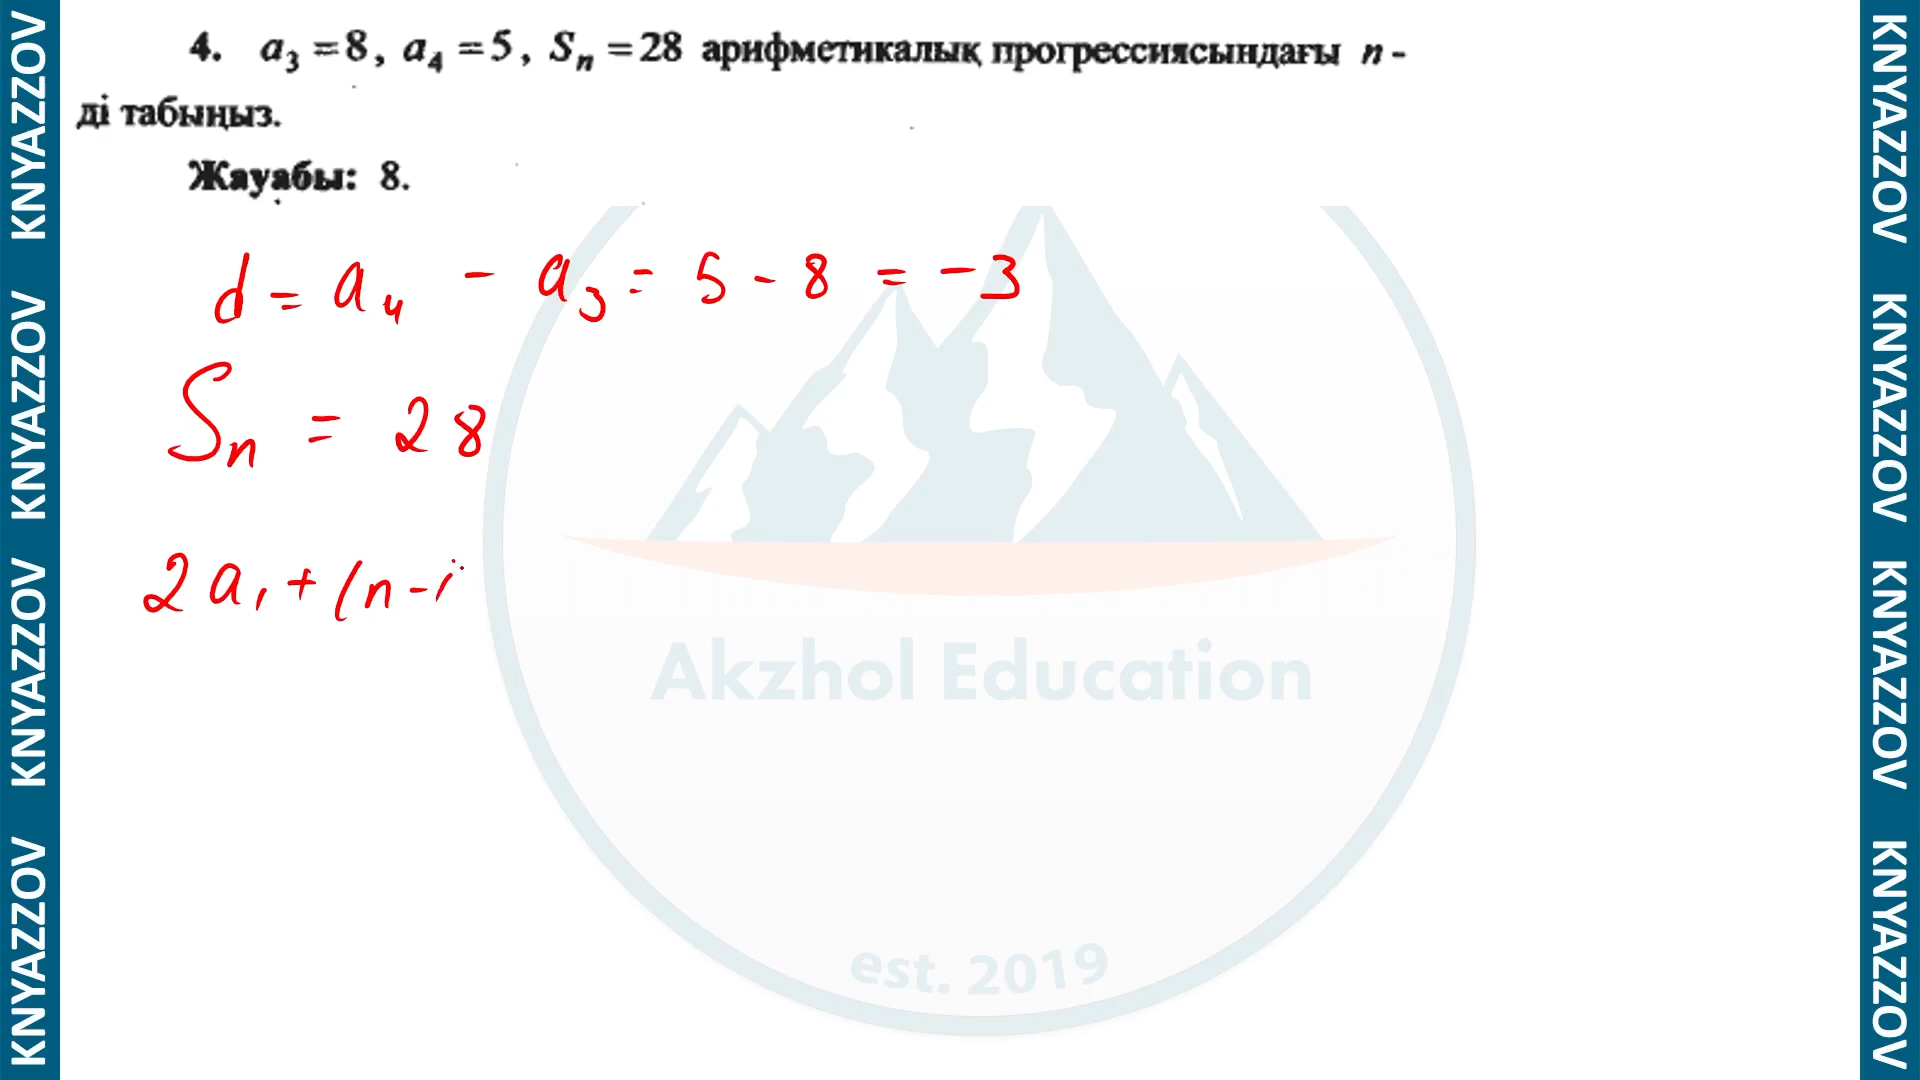 4. a₃ = 8, a₄ = 5, Sₙ = 28 арифметикалық прогрессиясындағы n -
ді табыңыз.
Жауабы: 8.
d = a₄ - a₃ = 5 - 8 = -3
Sₙ = 28
2a₁ + (n - 1
Akzhol Education
est. 2019
KNYAZZOV KNYAZZOV KNYAZZOV KNYAZZOV
KNYAZZOV KNYAZZOV KNYAZZOV KNYAZZOV